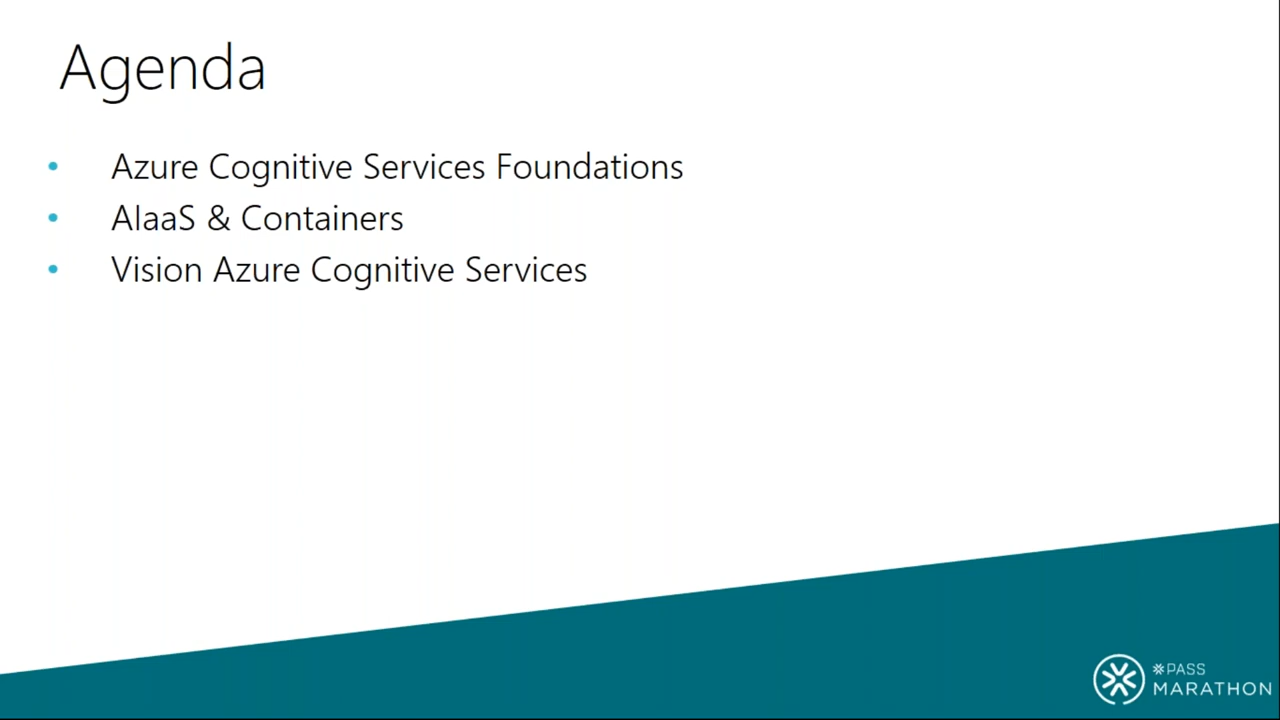 Agenda
• Azure Cognitive Services Foundations
• AIaaS & Containers
• Vision Azure Cognitive Services
PASS
MARATHON